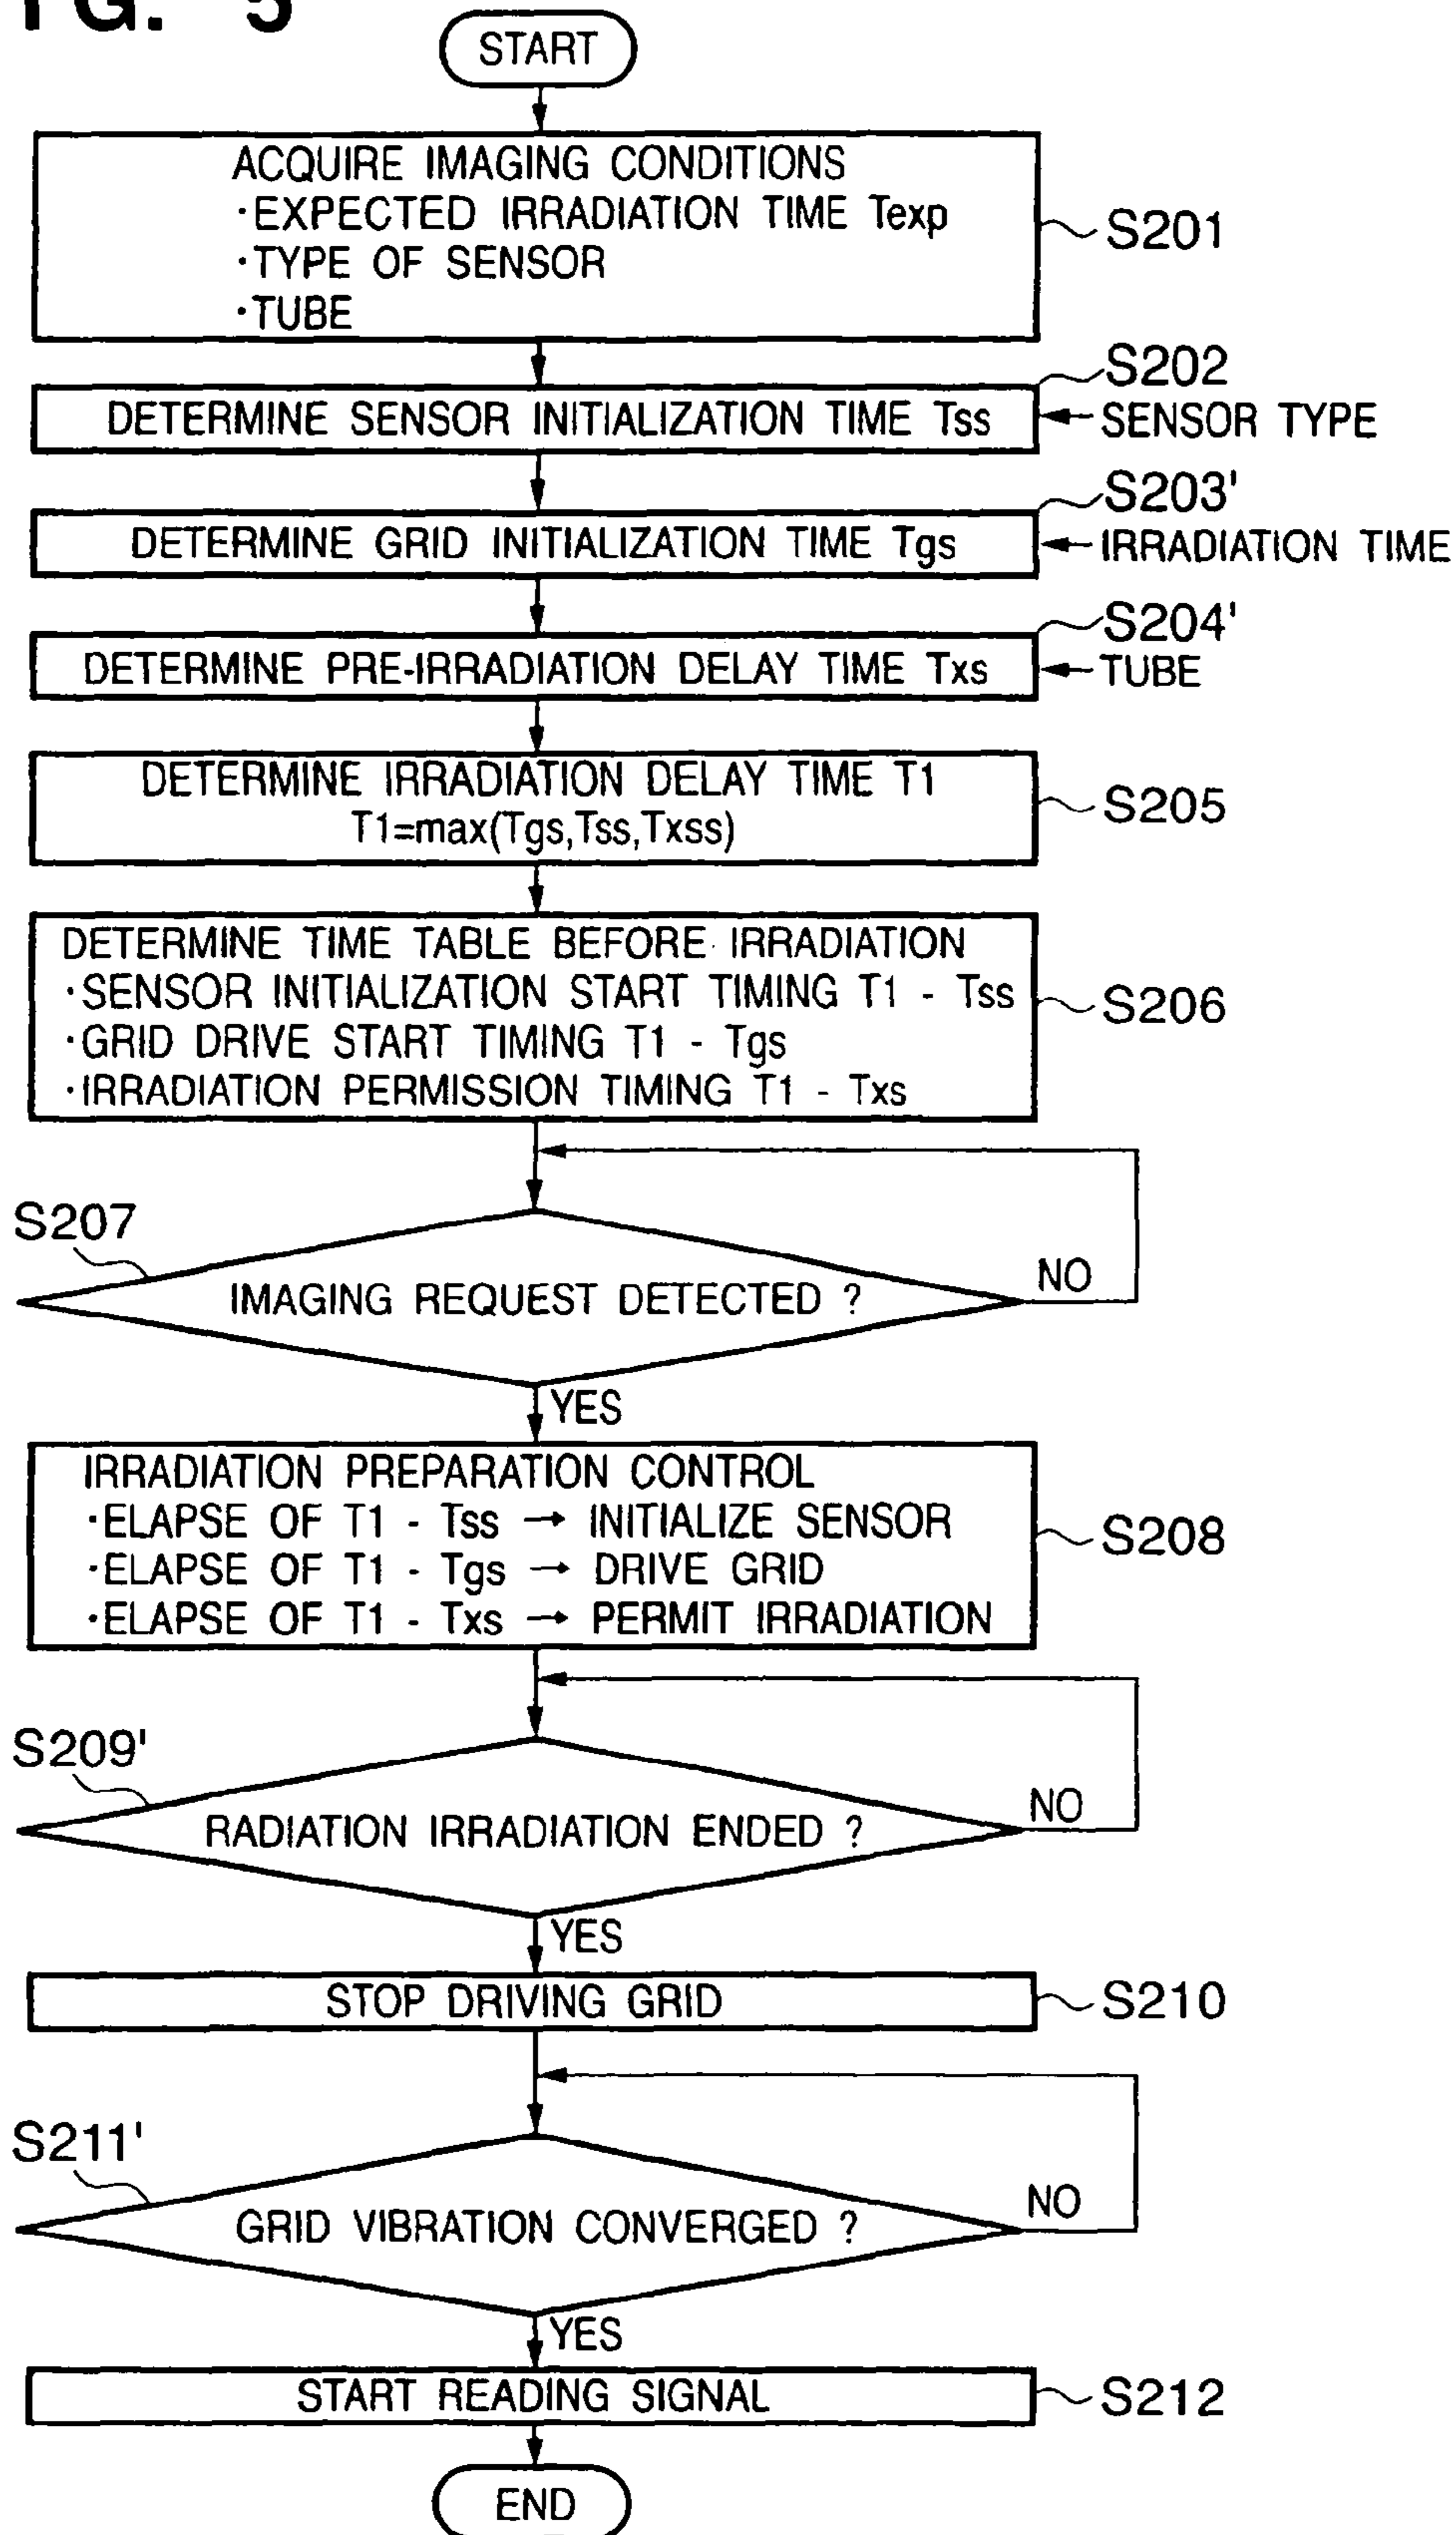 FIG. 5
START
ACQUIRE IMAGING CONDITIONS
·EXPECTED IRRADIATION TIME Texp
·TYPE OF SENSOR
·TUBE
S201
S202
DETERMINE SENSOR INITIALIZATION TIME Tss
SENSOR TYPE
S203'
DETERMINE GRID INITIALIZATION TIME Tgs
IRRADIATION TIME
S204'
DETERMINE PRE-IRRADIATION DELAY TIME Txs
TUBE
DETERMINE IRRADIATION DELAY TIME T1
T1=max(Tgs,Tss,Txss)
S205
DETERMINE TIME TABLE BEFORE IRRADIATION
·SENSOR INITIALIZATION START TIMING T1 - Tss
·GRID DRIVE START TIMING T1 - Tgs
·IRRADIATION PERMISSION TIMING T1 - Txs
S206
S207
IMAGING REQUEST DETECTED ?
NO
YES
IRRADIATION PREPARATION CONTROL
·ELAPSE OF T1 - Tss → INITIALIZE SENSOR
·ELAPSE OF T1 - Tgs → DRIVE GRID
·ELAPSE OF T1 - Txs → PERMIT IRRADIATION
S208
S209'
RADIATION IRRADIATION ENDED ?
NO
YES
STOP DRIVING GRID
S210
S211'
GRID VIBRATION CONVERGED ?
NO
YES
START READING SIGNAL
S212
END